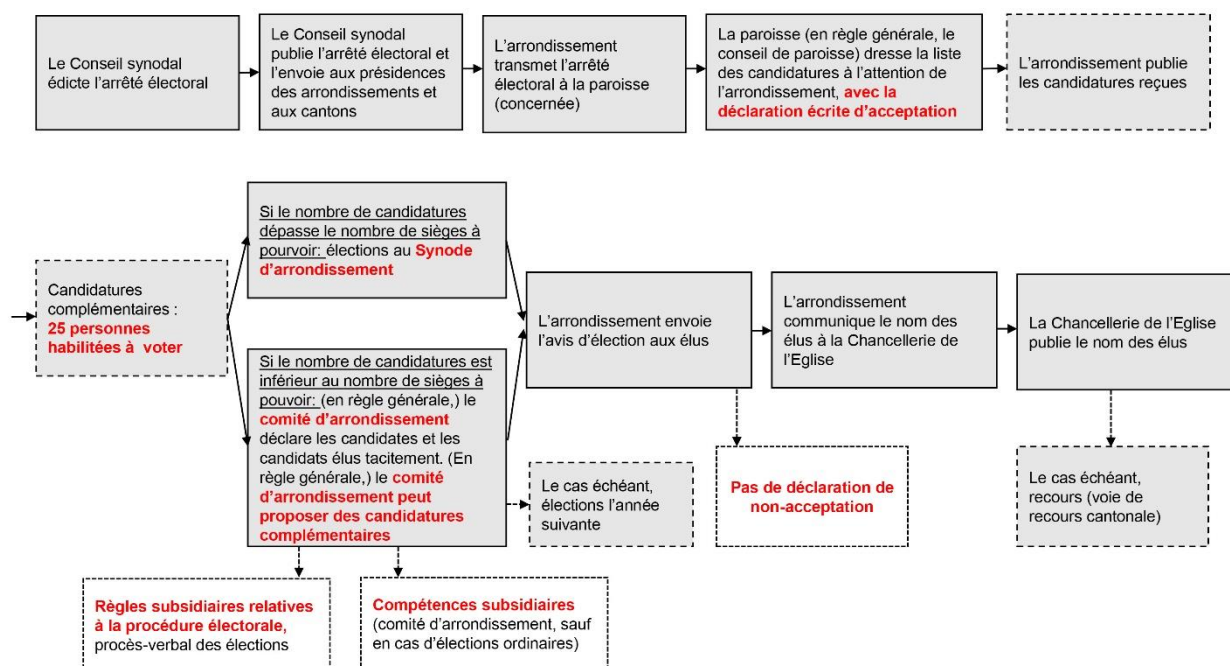 Le Conseil synodal
édicte l'arrêté électoral
Le Conseil synodal
publie l'arrêté électoral et
l'envoie aux présidences
des arrondissements et
aux cantons
L'arrondissement
transmet l'arrêté
électoral à la paroisse
(concernée)
La paroisse (en règle générale, le
conseil de paroisse) dresse la liste
des candidatures à l'attention de
l'arrondissement, avec la
déclaration écrite d'acceptation
L'arrondissement publie
les candidatures reçues
Candidatures
complémentaires :
25 personnes
habilitées à voter
Si le nombre de candidatures
dépasse le nombre de sièges à
pourvoir: élections au Synode
d'arrondissement
Si le nombre de candidatures est
inférieur au nombre de sièges à
pouvoir: (en règle générale,) le
comité d'arrondissement
déclare les candidates et les
candidats élus tacitement. (En
règle générale,) le comité
d'arrondissement peut
proposer des candidatures
complémentaires
L'arrondissement envoie
l'avis d'élection aux élus
L'arrondissement
communique le nom des
élus à la Chancellerie de
l'Eglise
La Chancellerie de l'Eglise
publie le nom des élus
Le cas échéant,
élections l'année
suivante
Pas de déclaration de
non-acceptation
Le cas échéant,
recours (voie de
recours cantonale)
Règles subsidiaires relatives
à la procédure électorale,
procès-verbal des élections
Compétences subsidiaires
(comité d'arrondissement, sauf
en cas d'élections ordinaires)